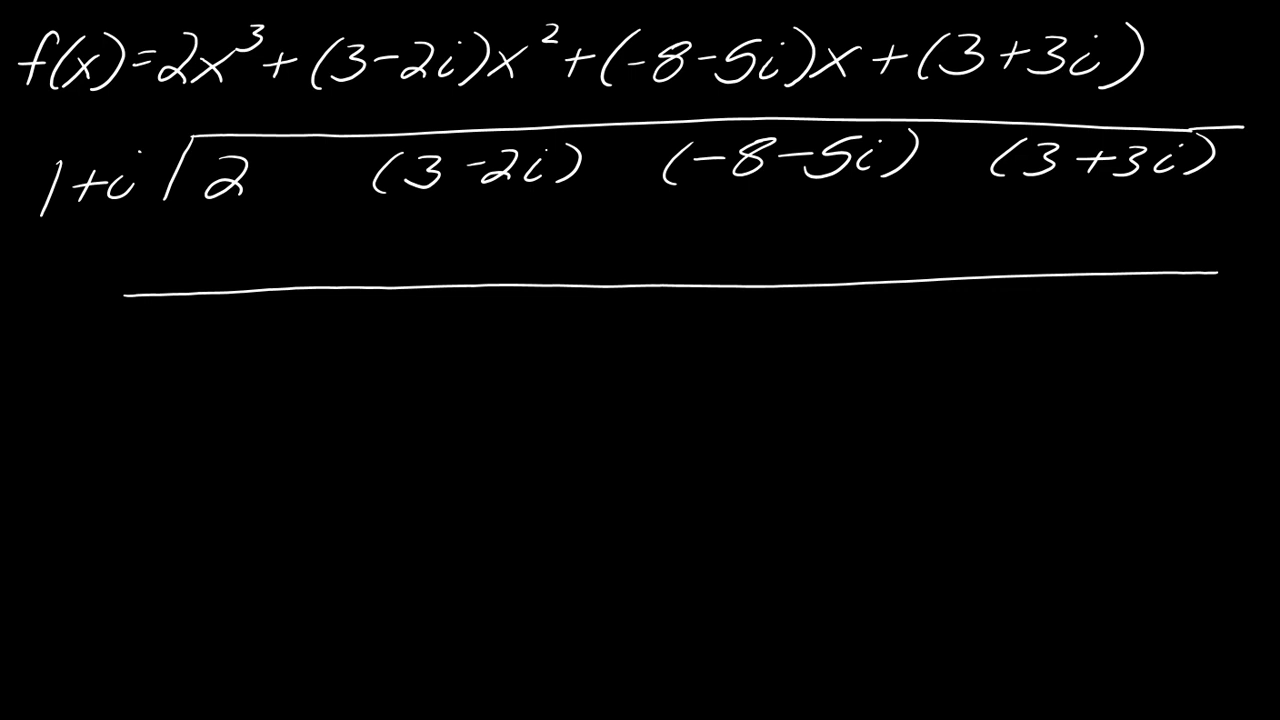 f(x)=2x³+(3-2i)x²+(-8-5i)x+(3+3i)
1+i 2 (3-2i) (-8-5i) (3+3i)